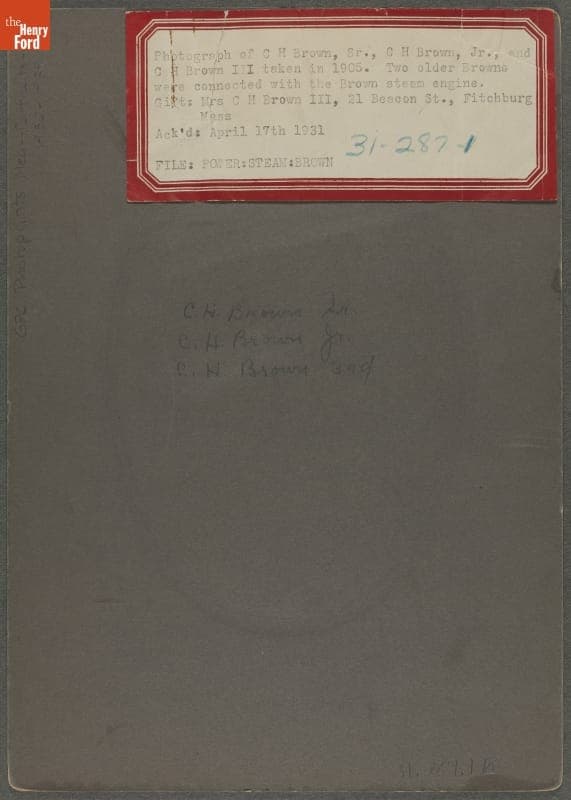 the
Henry
Ford
Photograph of C H Brown, Sr., C H Brown, Jr., and
C H Brown III taken in 1905. Two older Browns
were connected with the Brown steam engine.
Gift: Mrs C H Brown III, 21 Beacon St., Fitchburg
Mass
Ack'd: April 17th 1931
31-287-1
FILE: POWER:STEAM:BROWN
C. H. Brown Sr.
C. H Brown Jr.
C. H Brown 3rd